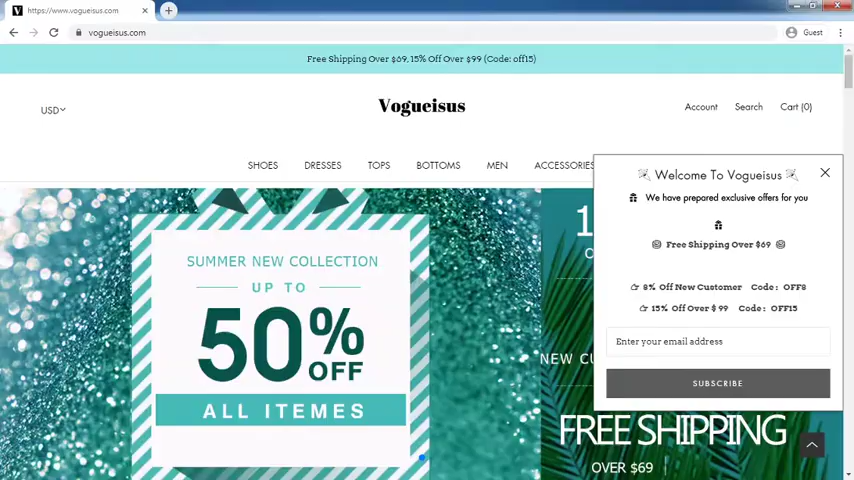 https://www.vogueisus.com
vogueisus.com
Guest
Free Shipping Over $69, 15% Off Over $99 (Code: off15)
USD
Vogueisus
Account
Search
Cart (0)
SHOES
DRESSES
TOPS
BOTTOMS
MEN
ACCESSORIES
Welcome To Vogueisus
We have prepared exclusive offers for you
Free Shipping Over $69
8% Off New Customer Code : OFF8
15% Off Over $ 99 Code : OFF15
Enter your email address
SUBSCRIBE
SUMMER NEW COLLECTION
UP TO
50% OFF
ALL ITEMES
FREE SHIPPING
OVER $69